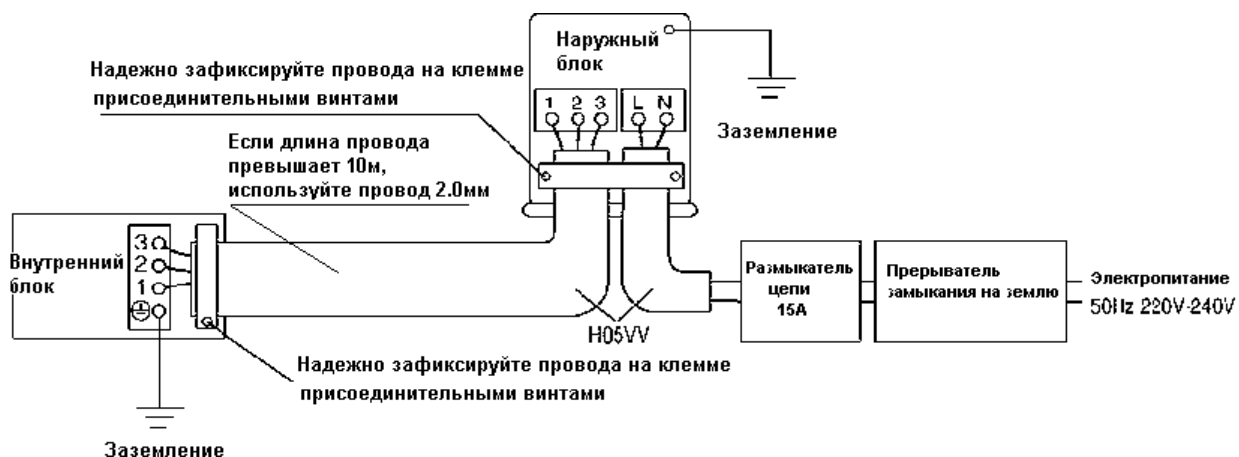 Наружный
блок
Надежно зафиксируйте провода на клемме
присоединительными винтами
1 2 3 L N
Заземление
Если длина провода
превышает 10м,
используйте провод 2.0мм
Внутренний
блок
3
2
1
Размыкатель
цепи
15A
Прерыватель
замыкания на землю
Электропитание
50Hz 220V-240V
H05VV
Надежно зафиксируйте провода на клемме
присоединительными винтами
Заземление